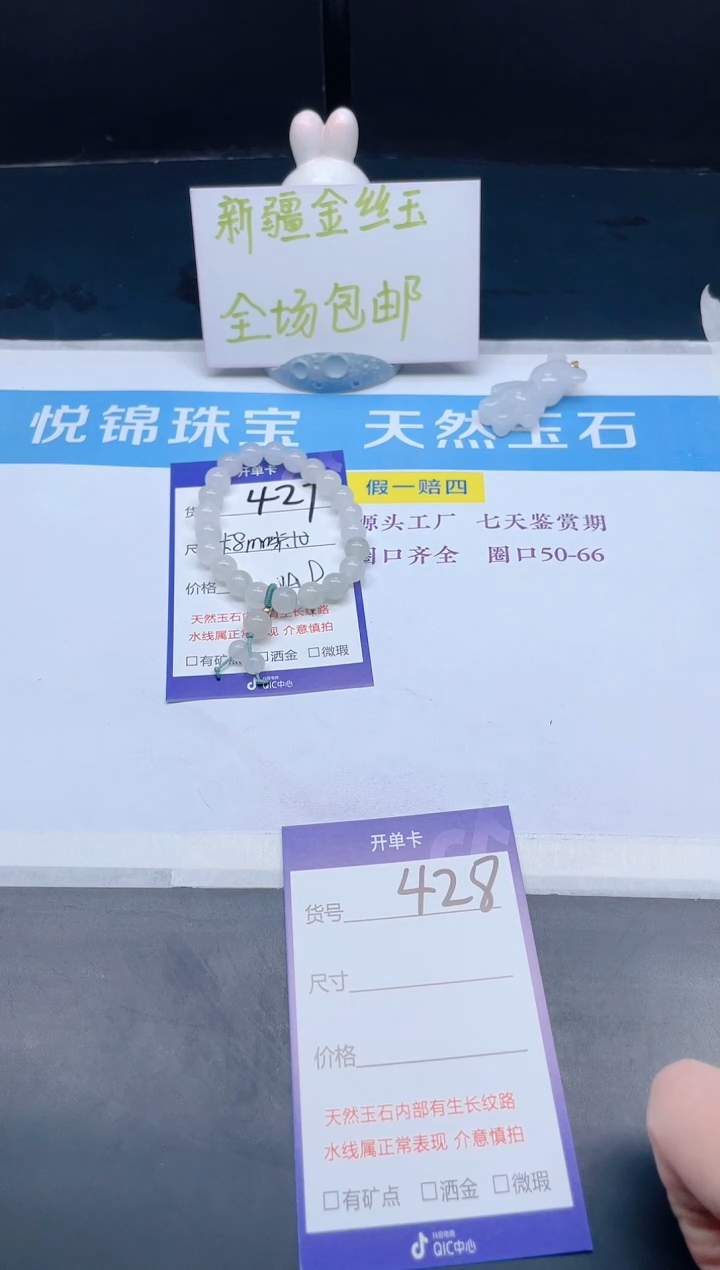 新疆金丝玉
全场包邮
悦锦珠宝 天然玉石
假一赔四
源头工厂 七天鉴赏期
圈口齐全 圈口50-66
开单卡
427
价格
天然玉石内 有生长纹路
水线属正常 现 介意慎拍
□有矿 □洒金 □微瑕
QIC中心
开单卡
货号 428
尺寸
价格
天然玉石内部有生长纹路
水线属正常表现 介意慎拍
□有矿点 □洒金 □微瑕
抖音电商
QIC中心